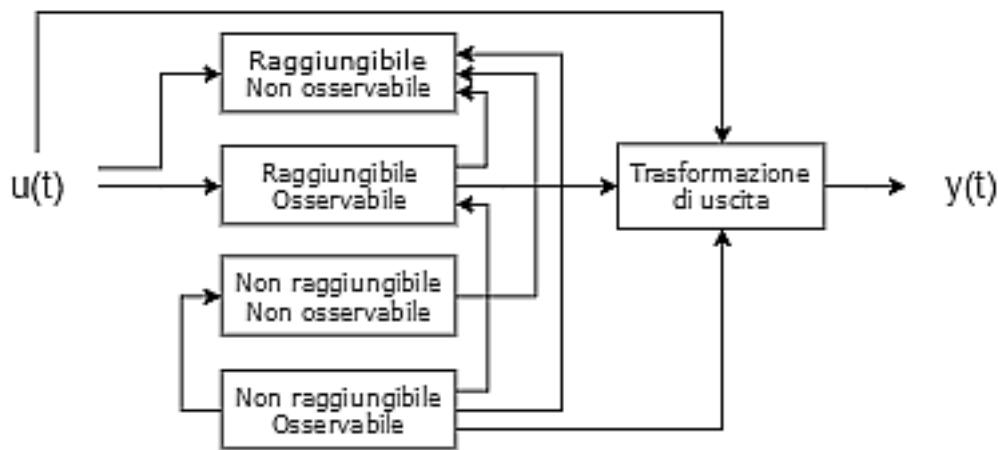 Raggiungibile
Non osservabile
u(t)
Raggiungibile
Osservabile
Trasformazione
di uscita
y(t)
Non raggiungibile
Non osservabile
Non raggiungibile
Osservabile